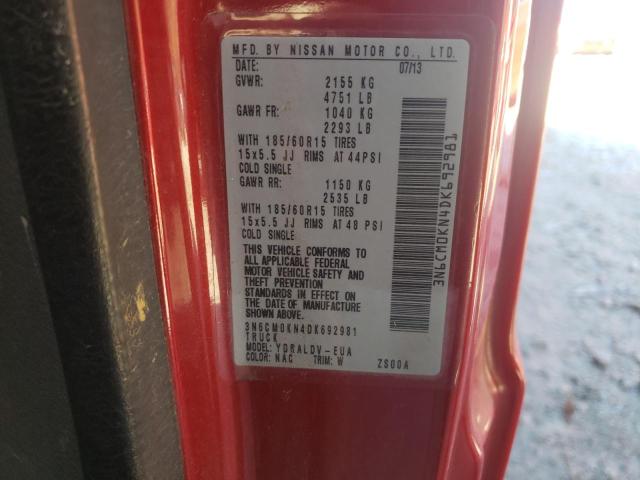 MFD. BY NISSAN MOTOR CO., LTD.
DATE: 07/13
GVWR: 2155 KG
4751 LB
GAWR FR: 1040 KG
2293 LB
WITH 185/60R15 TIRES
15x5.5 JJ RIMS AT 44PSI
COLD SINGLE
GAWR RR: 1150 KG
2535 LB
WITH 185/60R15 TIRES
15x5.5 JJ RIMS AT 48 PSI
COLD SINGLE
THIS VEHICLE CONFORMS TO
ALL APPLICABLE FEDERAL
MOTOR VEHICLE SAFETY AND
THEFT PREVENTION
STANDARDS IN EFFECT ON
THE DATE OF MANUFACTURE
SHOWN ABOVE.
3N6CM0KN4DK692981
TRUCK
MODEL: YDRALDV-EUA
COLOR: NAC TRIM: W ZS00A
3N6CM0KN4DK692981